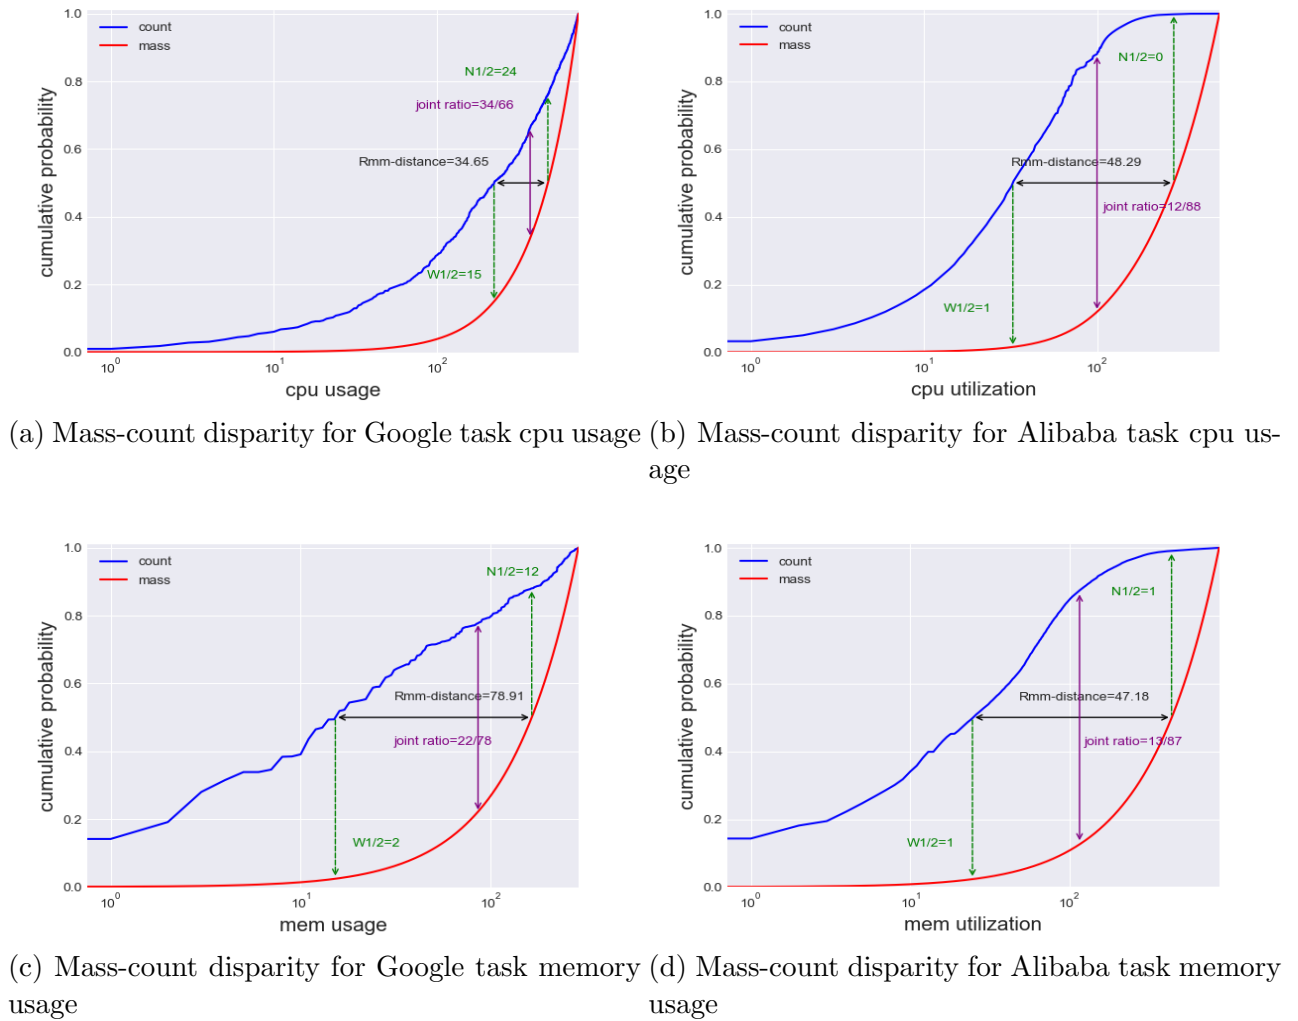 1.0
0.8
0.6
0.4
0.2
0.0
cumulative probability
count
mass
N1/2=24
joint ratio=34/66
Rmm-distance=34.65
W1/2=15
10^0
10^1
10^2
cpu usage
(a) Mass-count disparity for Google task cpu usage
1.0
0.8
0.6
0.4
0.2
0.0
cumulative probability
count
mass
N1/2=0
Rmm-distance=48.29
joint ratio=12/88
W1/2=1
10^0
10^1
10^2
cpu utilization
(b) Mass-count disparity for Alibaba task cpu us-
age
1.0
0.8
0.6
0.4
0.2
0.0
cumulative probability
count
mass
N1/2=12
Rmm-distance=78.91
joint ratio=22/78
W1/2=2
10^0
10^1
10^2
mem usage
(c) Mass-count disparity for Google task memory
usage
1.0
0.8
0.6
0.4
0.2
0.0
cumulative probability
count
mass
N1/2=1
Rmm-distance=47.18
joint ratio=13/87
W1/2=1
10^0
10^1
10^2
mem utilization
(d) Mass-count disparity for Alibaba task memory
usage